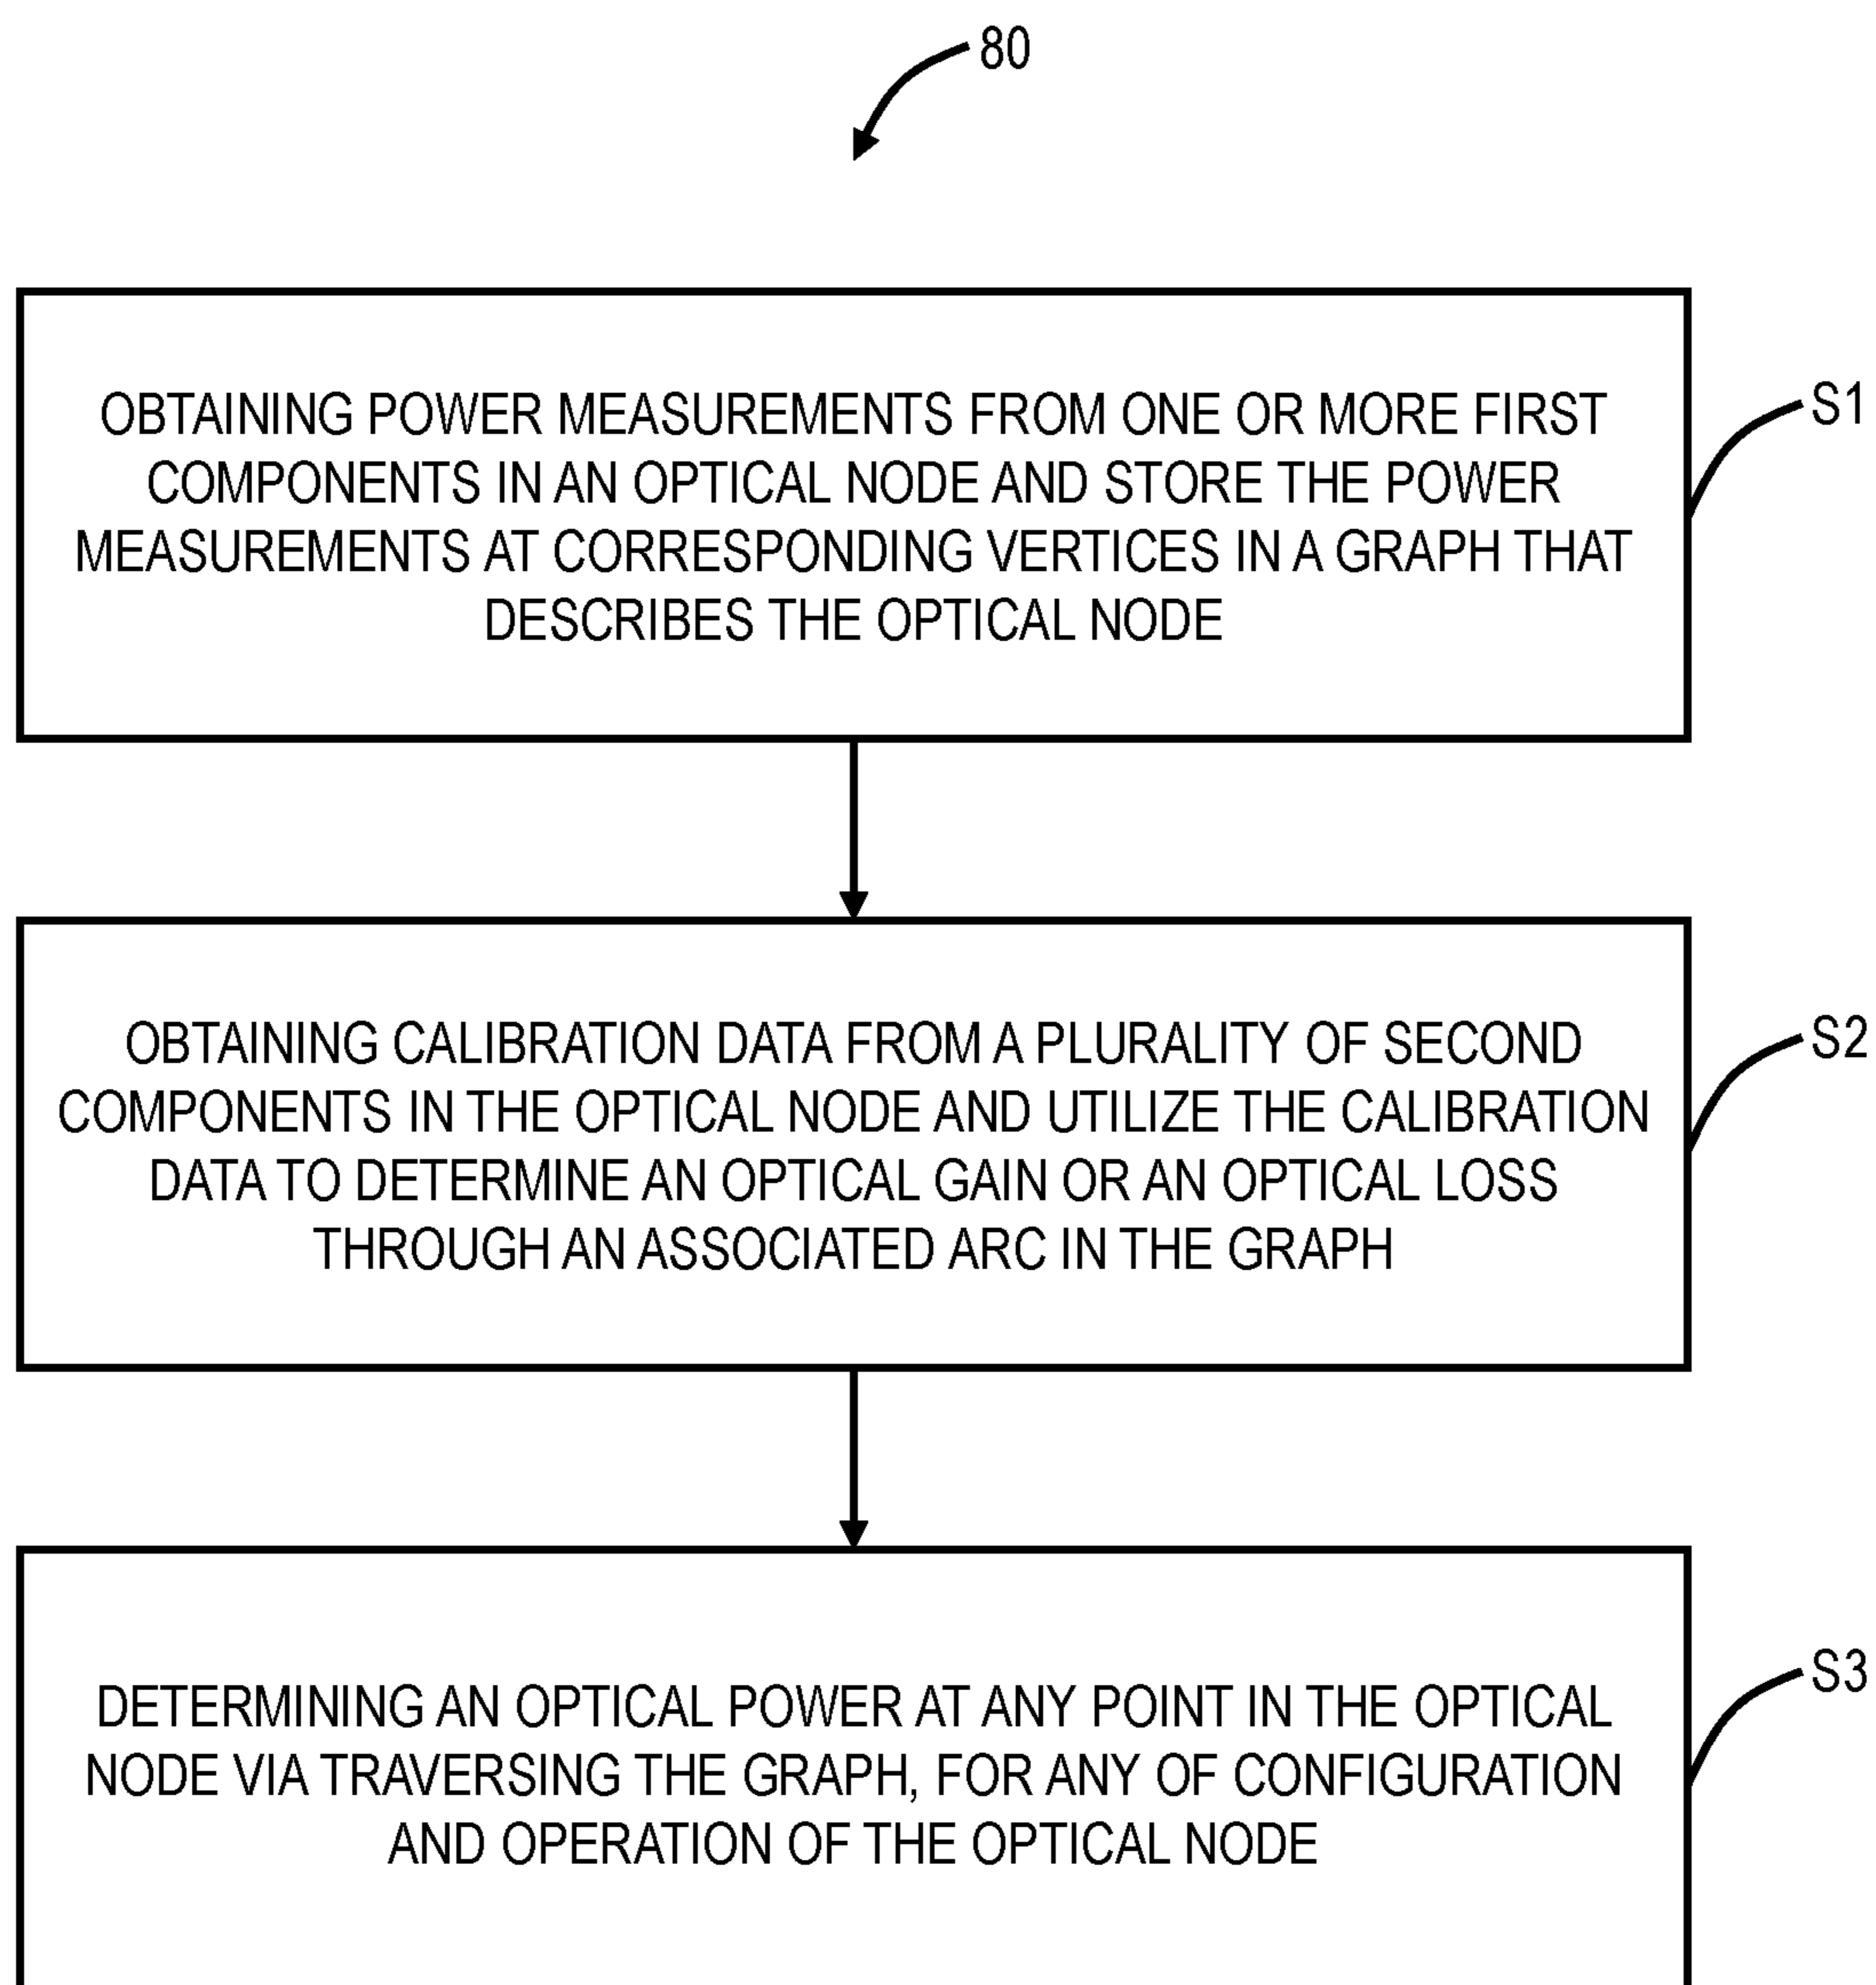 80
OBTAINING POWER MEASUREMENTS FROM ONE OR MORE FIRST
COMPONENTS IN AN OPTICAL NODE AND STORE THE POWER
MEASUREMENTS AT CORRESPONDING VERTICES IN A GRAPH THAT
DESCRIBES THE OPTICAL NODE
S1
OBTAINING CALIBRATION DATA FROM A PLURALITY OF SECOND
COMPONENTS IN THE OPTICAL NODE AND UTILIZE THE CALIBRATION
DATA TO DETERMINE AN OPTICAL GAIN OR AN OPTICAL LOSS
THROUGH AN ASSOCIATED ARC IN THE GRAPH
S2
DETERMINING AN OPTICAL POWER AT ANY POINT IN THE OPTICAL
NODE VIA TRAVERSING THE GRAPH, FOR ANY OF CONFIGURATION
AND OPERATION OF THE OPTICAL NODE
S3